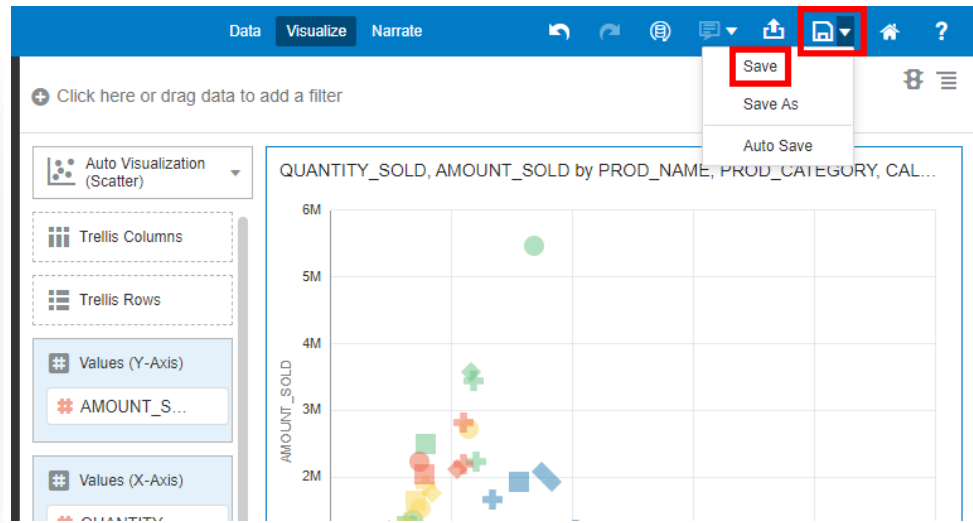 Data Visualize Narrate ?
Save
Save As
Auto Save
Click here or drag data to add a filter
Auto Visualization
(Scatter)
Trellis Columns
Trellis Rows
Values (Y-Axis)
AMOUNT_S...
Values (X-Axis)
QUANTITY
QUANTITY_SOLD, AMOUNT_SOLD by PROD_NAME, PROD_CATEGORY, CAL...
6M
5M
4M
3M
2M
AMOUNT_SOLD